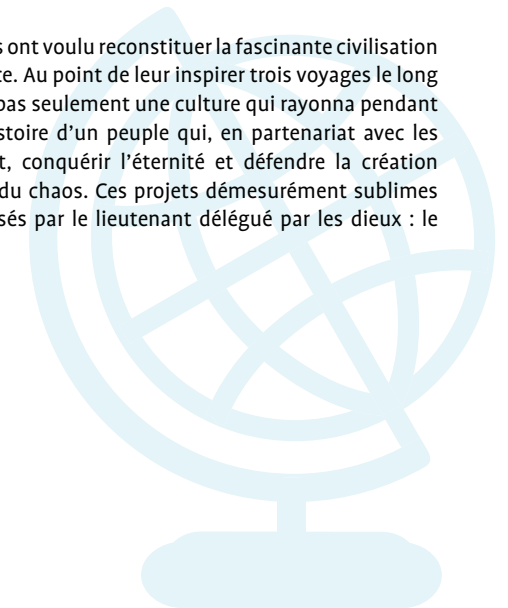 s ont voulu reconstituer la fascinante civilisation
ce. Au point de leur inspirer trois voyages le long
pas seulement une culture qui rayonna pendant
stoire d’un peuple qui, en partenariat avec les
t, conquérir l’éternité et défendre la création
du chaos. Ces projets démesurément sublimes
sés par le lieutenant délégué par les dieux : le